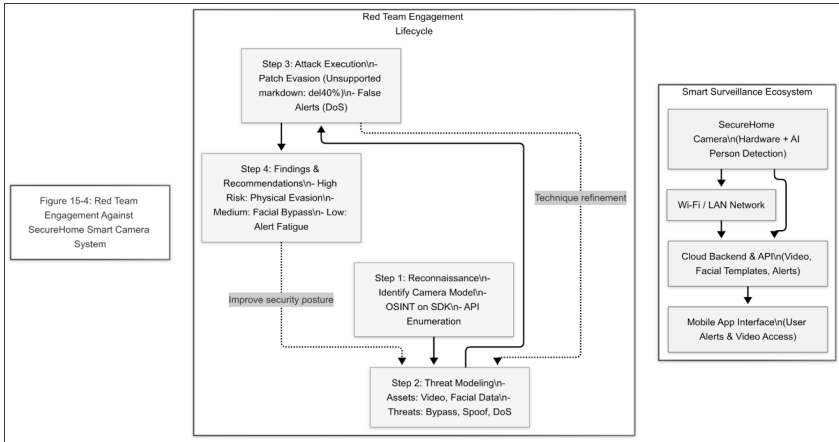 Red Team Engagement
Lifecycle
Step 3: Attack Execution\n-
Patch Evasion (Unsupported
markdown: del40%)\n- False
Alerts (DoS)
Step 4: Findings &
Recommendations\n- High
Risk: Physical Evasion\n-
Medium: Facial Bypass\n- Low:
Alert Fatigue
Technique refinement
Figure 15-4: Red Team
Engagement Against
SecureHome Smart Camera
System
Improve security posture
Step 1: Reconnaissance\n-
Identify Camera Model\n-
OSINT on SDK\n- API
Enumeration
Step 2: Threat Modeling\n-
Assets: Video, Facial Data\n-
Threats: Bypass, Spoof, DoS
Smart Surveillance Ecosystem
SecureHome
Camera\n(Hardware + AI
Person Detection)
Wi-Fi / LAN Network
Cloud Backend & API\n(Video,
Facial Templates, Alerts)
Mobile App Interface\n(User
Alerts & Video Access)